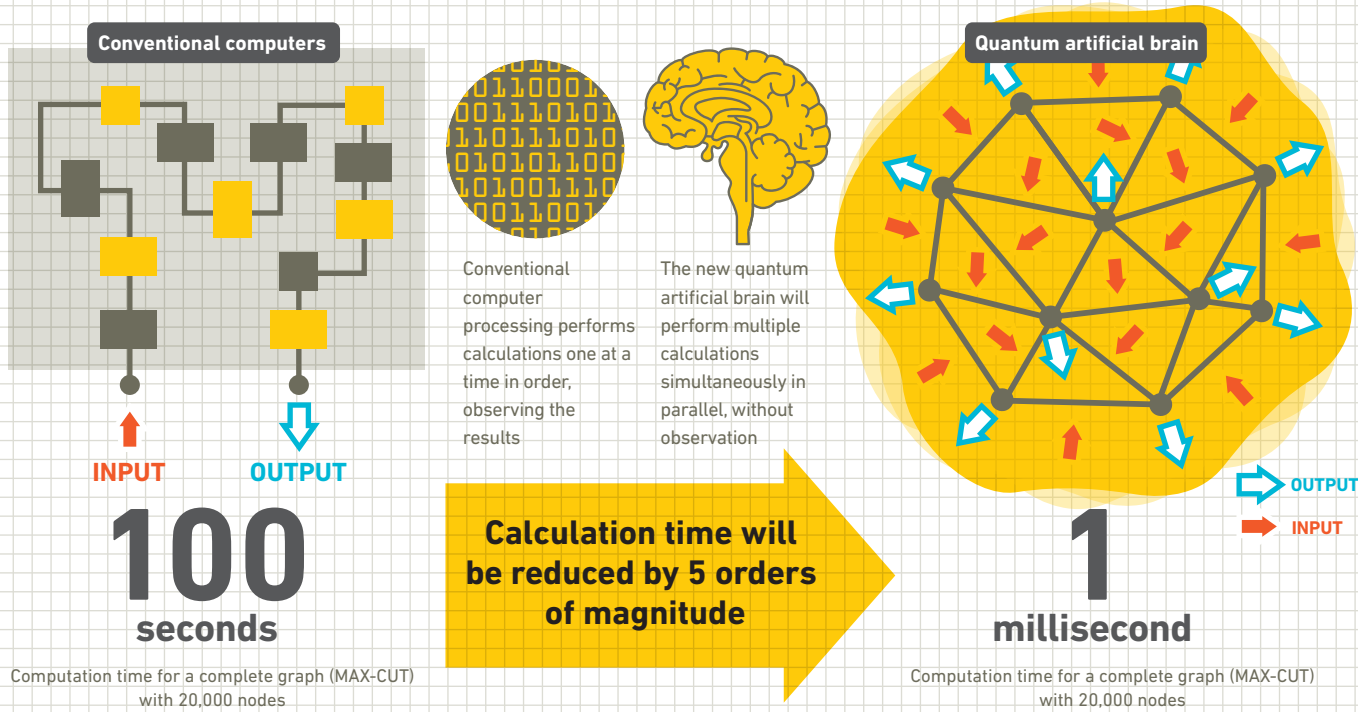 Conventional computers
INPUT
OUTPUT
100
seconds
Computation time for a complete graph (MAX-CUT)
with 20,000 nodes
Conventional
computer
processing performs
calculations one at a
time in order,
observing the
results
The new quantum
artificial brain will
perform multiple
calculations
simultaneously in
parallel, without
observation
Calculation time will
be reduced by 5 orders
of magnitude
Quantum artificial brain
OUTPUT
INPUT
1
millisecond
Computation time for a complete graph (MAX-CUT)
with 20,000 nodes